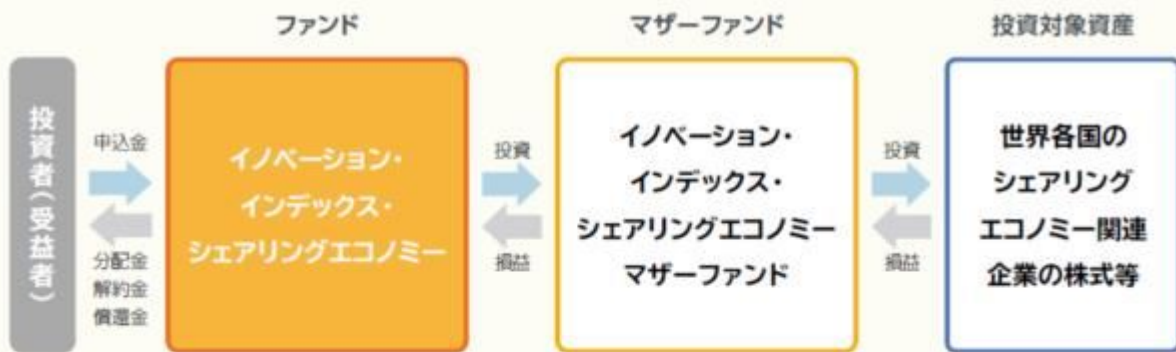 ファンド
マザーファンド
投資対象資産
投資者(受益者)
申込金
分配金
解約金
償還金
イノベーション・
インデックス・
シェアリングエコノミー
投資
損益
イノベーション・
インデックス・
シェアリングエコノミー
マザーファンド
投資
損益
世界各国の
シェアリング
エコノミー関連
企業の株式等